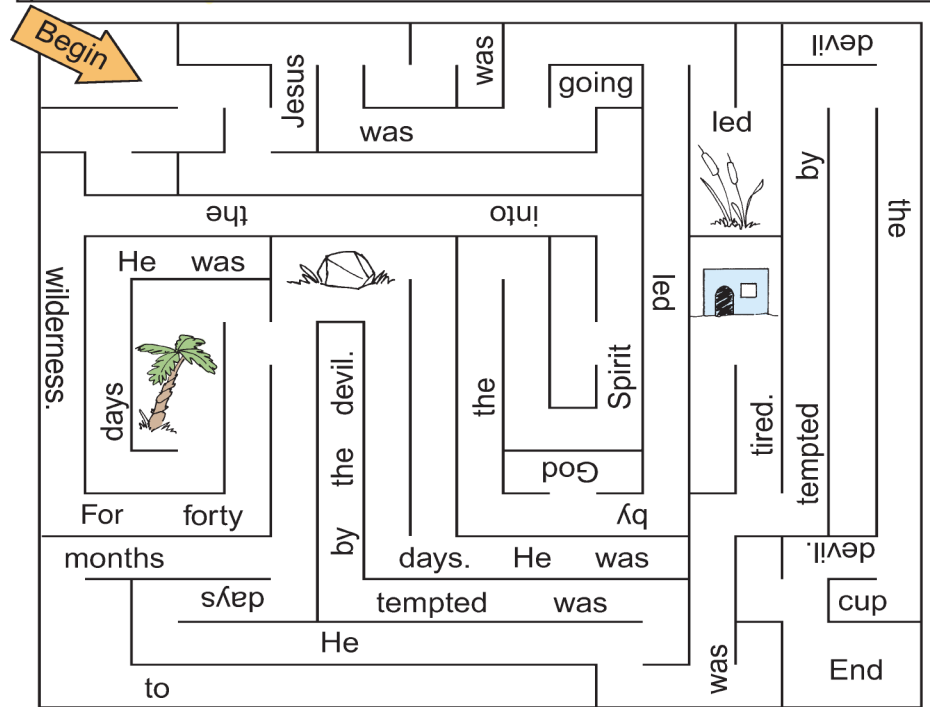 Begin
devil
Jesus
was
going
led
was
by
the
the
into
He was
wilderness.
led
days
the devil.
by
the
Spirit
God
tired.
tempted
For forty
by
months
days. He was
devil.
days
tempted was
cup
He
was
to
End